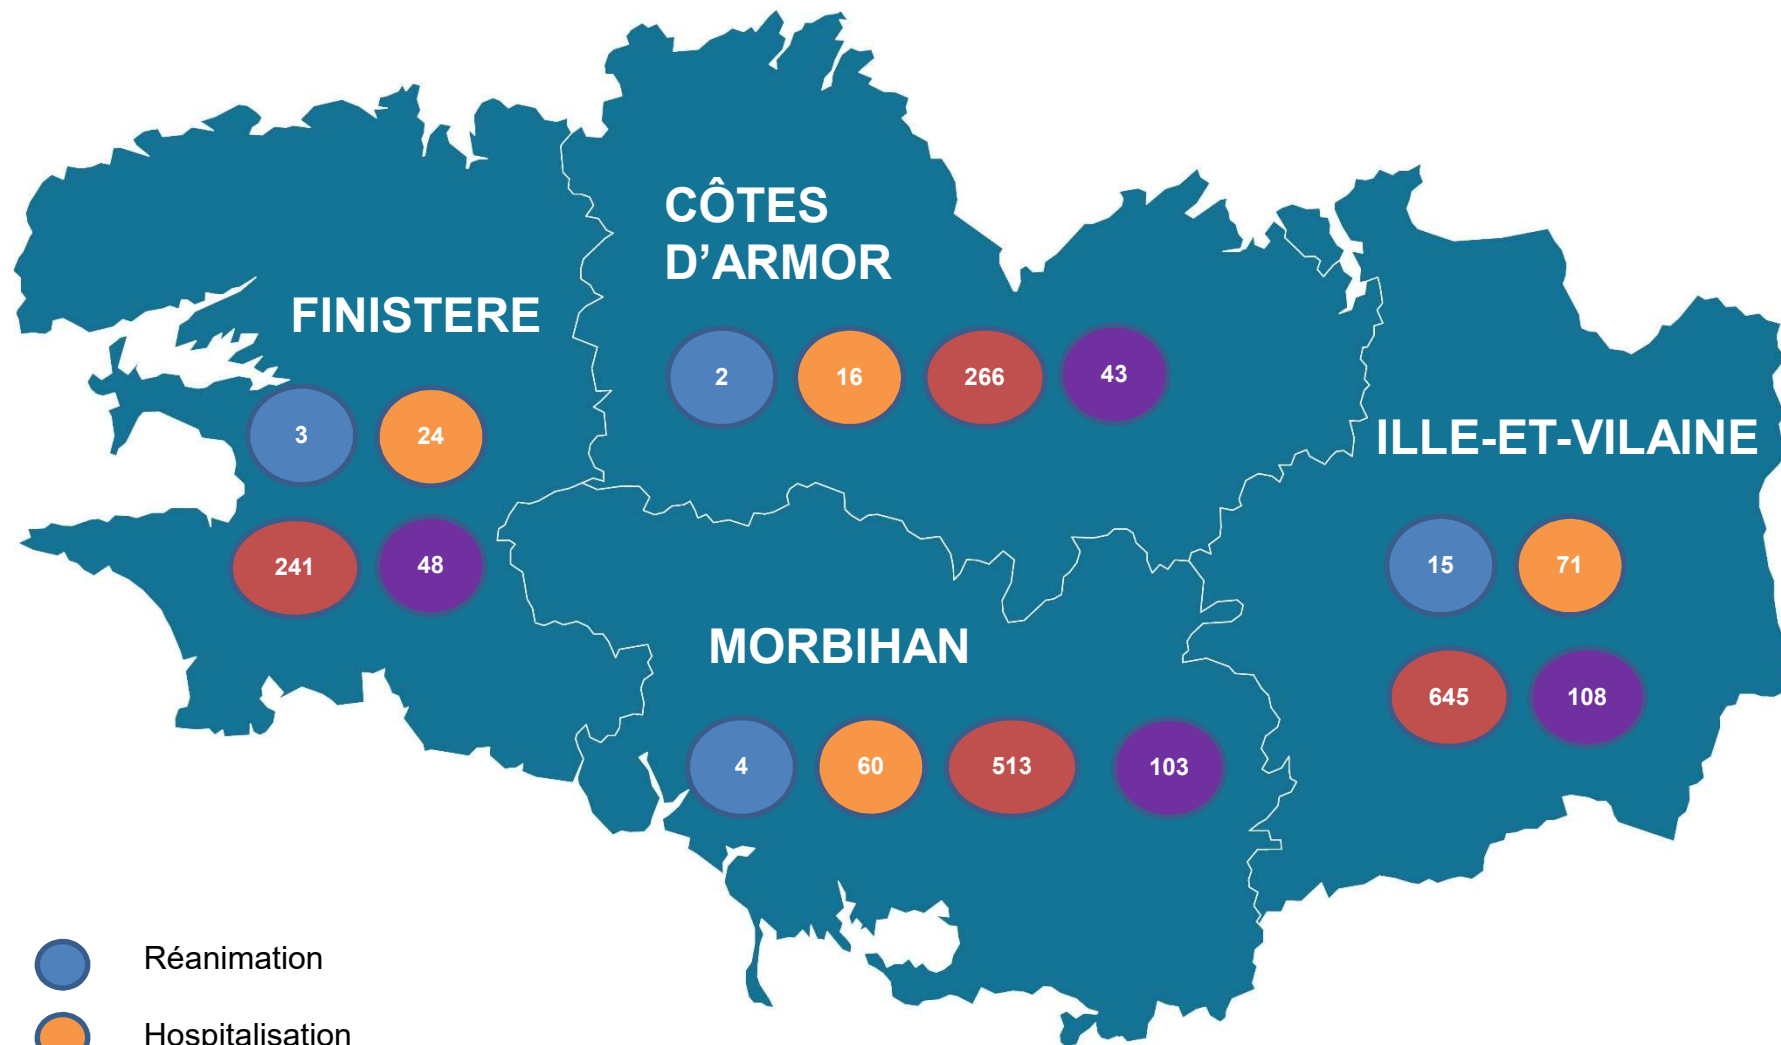 CÔTES
D’ARMOR
2 16 266 43
FINISTERE
3 24
241 48
ILLE-ET-VILAINE
15 71
645 108
MORBIHAN
4 60 513 103
Réanimation
Hospitalisation